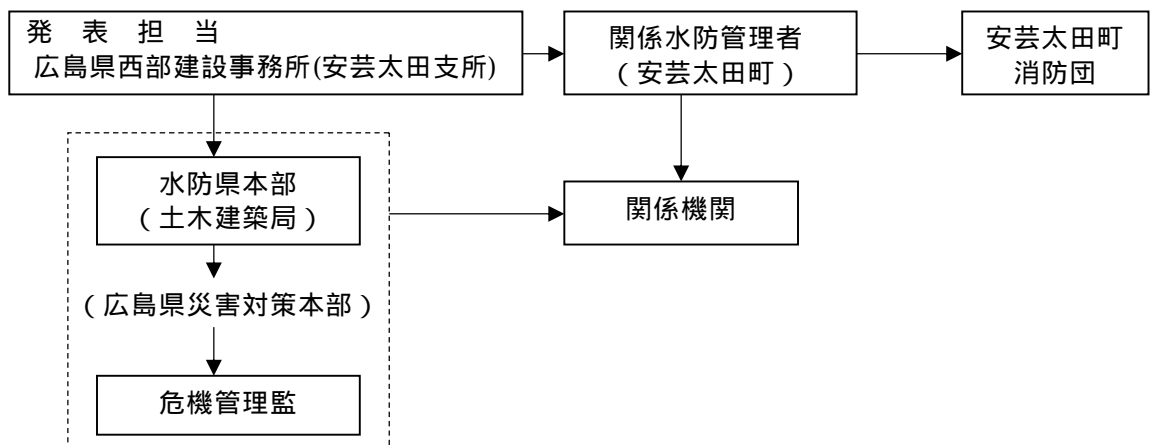 発 表 担 当
広島県西部建設事務所(安芸太田支所)
関係水防管理者
(安芸太田町)
安芸太田町
消防団
水防県本部
(土木建築局)
関係機関
(広島県災害対策本部)
危機管理監